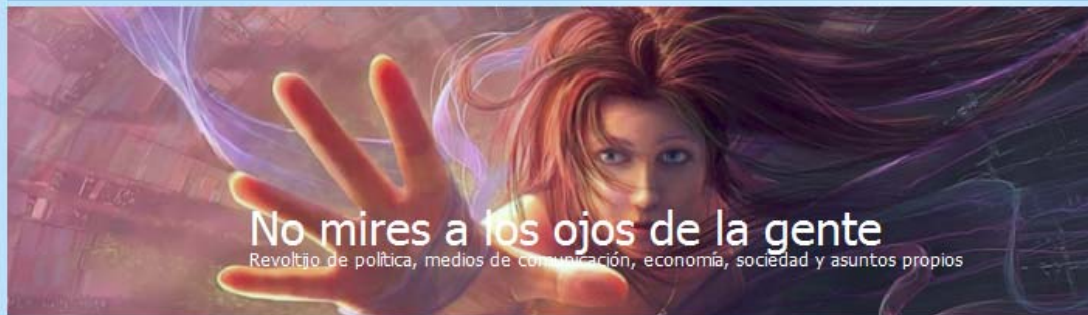 No mires a los ojos de la gente
Revoltijo de política, medios de comunicación, economía, sociedad y asuntos propios